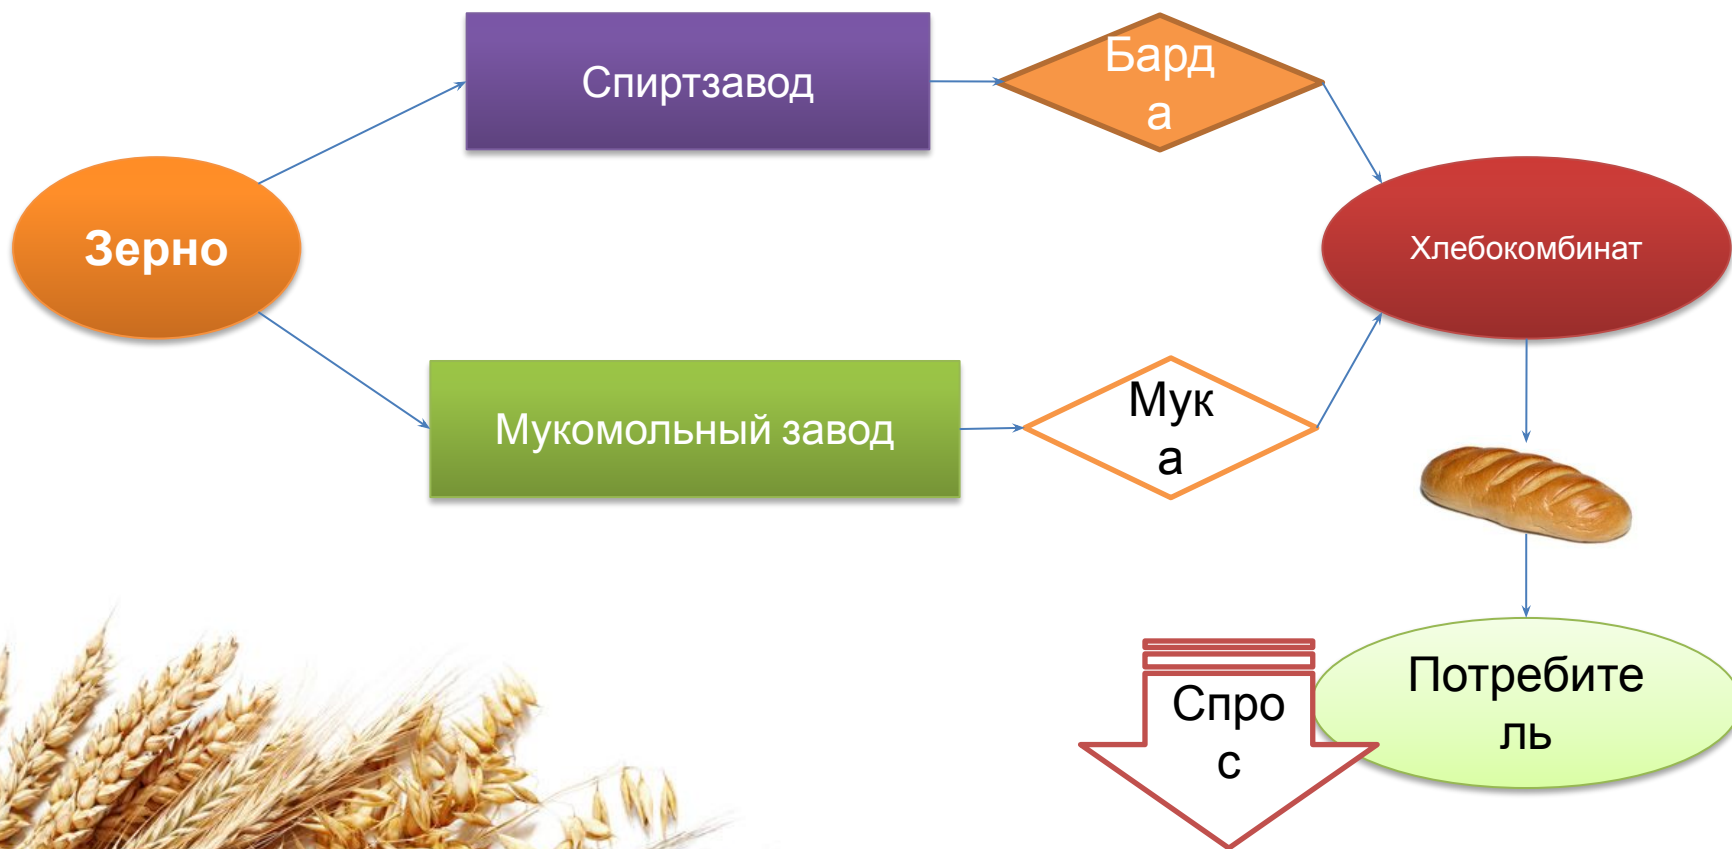 Спиртзавод
Бард
а
Зерно
Хлебокомбинат
Мукомольный завод
Мук
а
Потребите
ль
Спро
с